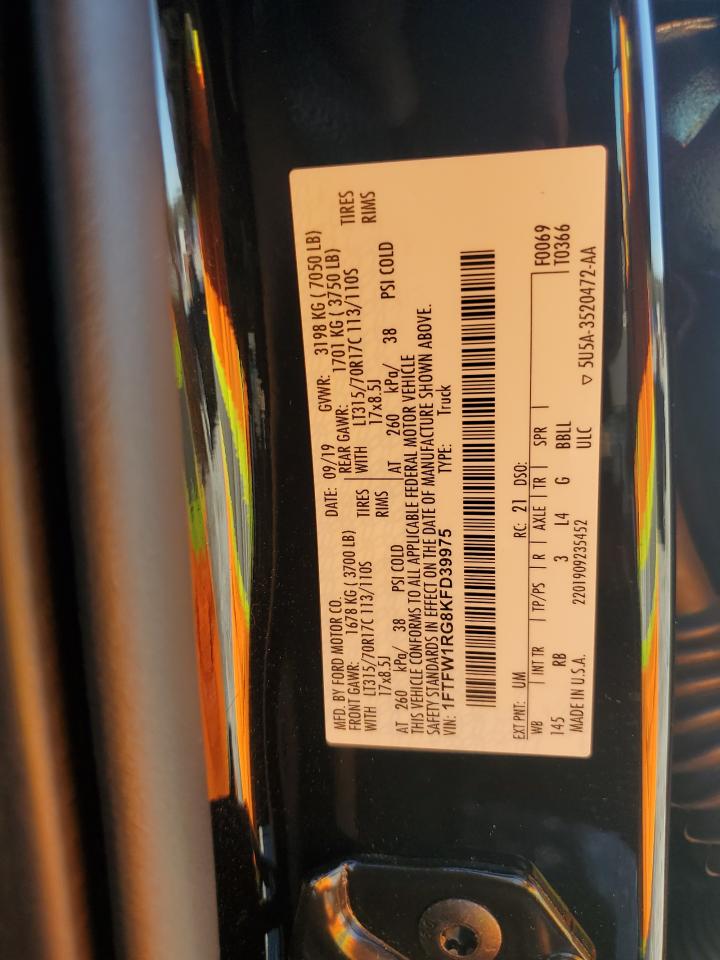 MFD. BY FORD MOTOR CO. DATE: 09/19 GVWR: 3198 KG ( 7050 LB)
FRONT GAWR: 1678 KG ( 3700 LB) REAR GAWR: 1701 KG ( 3750 LB)
WITH LT315/70R17C 113/110S TIRES WITH LT315/70R17C 113/110S TIRES
17x8.5J RIMS 17x8.5J RIMS
AT 260 kPa/ 38 PSI COLD AT 260 kPa/ 38 PSI COLD
THIS VEHICLE CONFORMS TO ALL APPLICABLE FEDERAL MOTOR VEHICLE
SAFETY STANDARDS IN EFFECT ON THE DATE OF MANUFACTURE SHOWN ABOVE.
VIN: 1FTFW1RG8KFD39975 TYPE: Truck
EXT PNT: UM RC: 21 DSO: F0069
WB INT TR TP/PS R AXLE TR SPR T0366
145 RB 3 L4 G BBLL
MADE IN U.S.A. 2201909235452 ULC ▽ 5U5A-3520472-AA